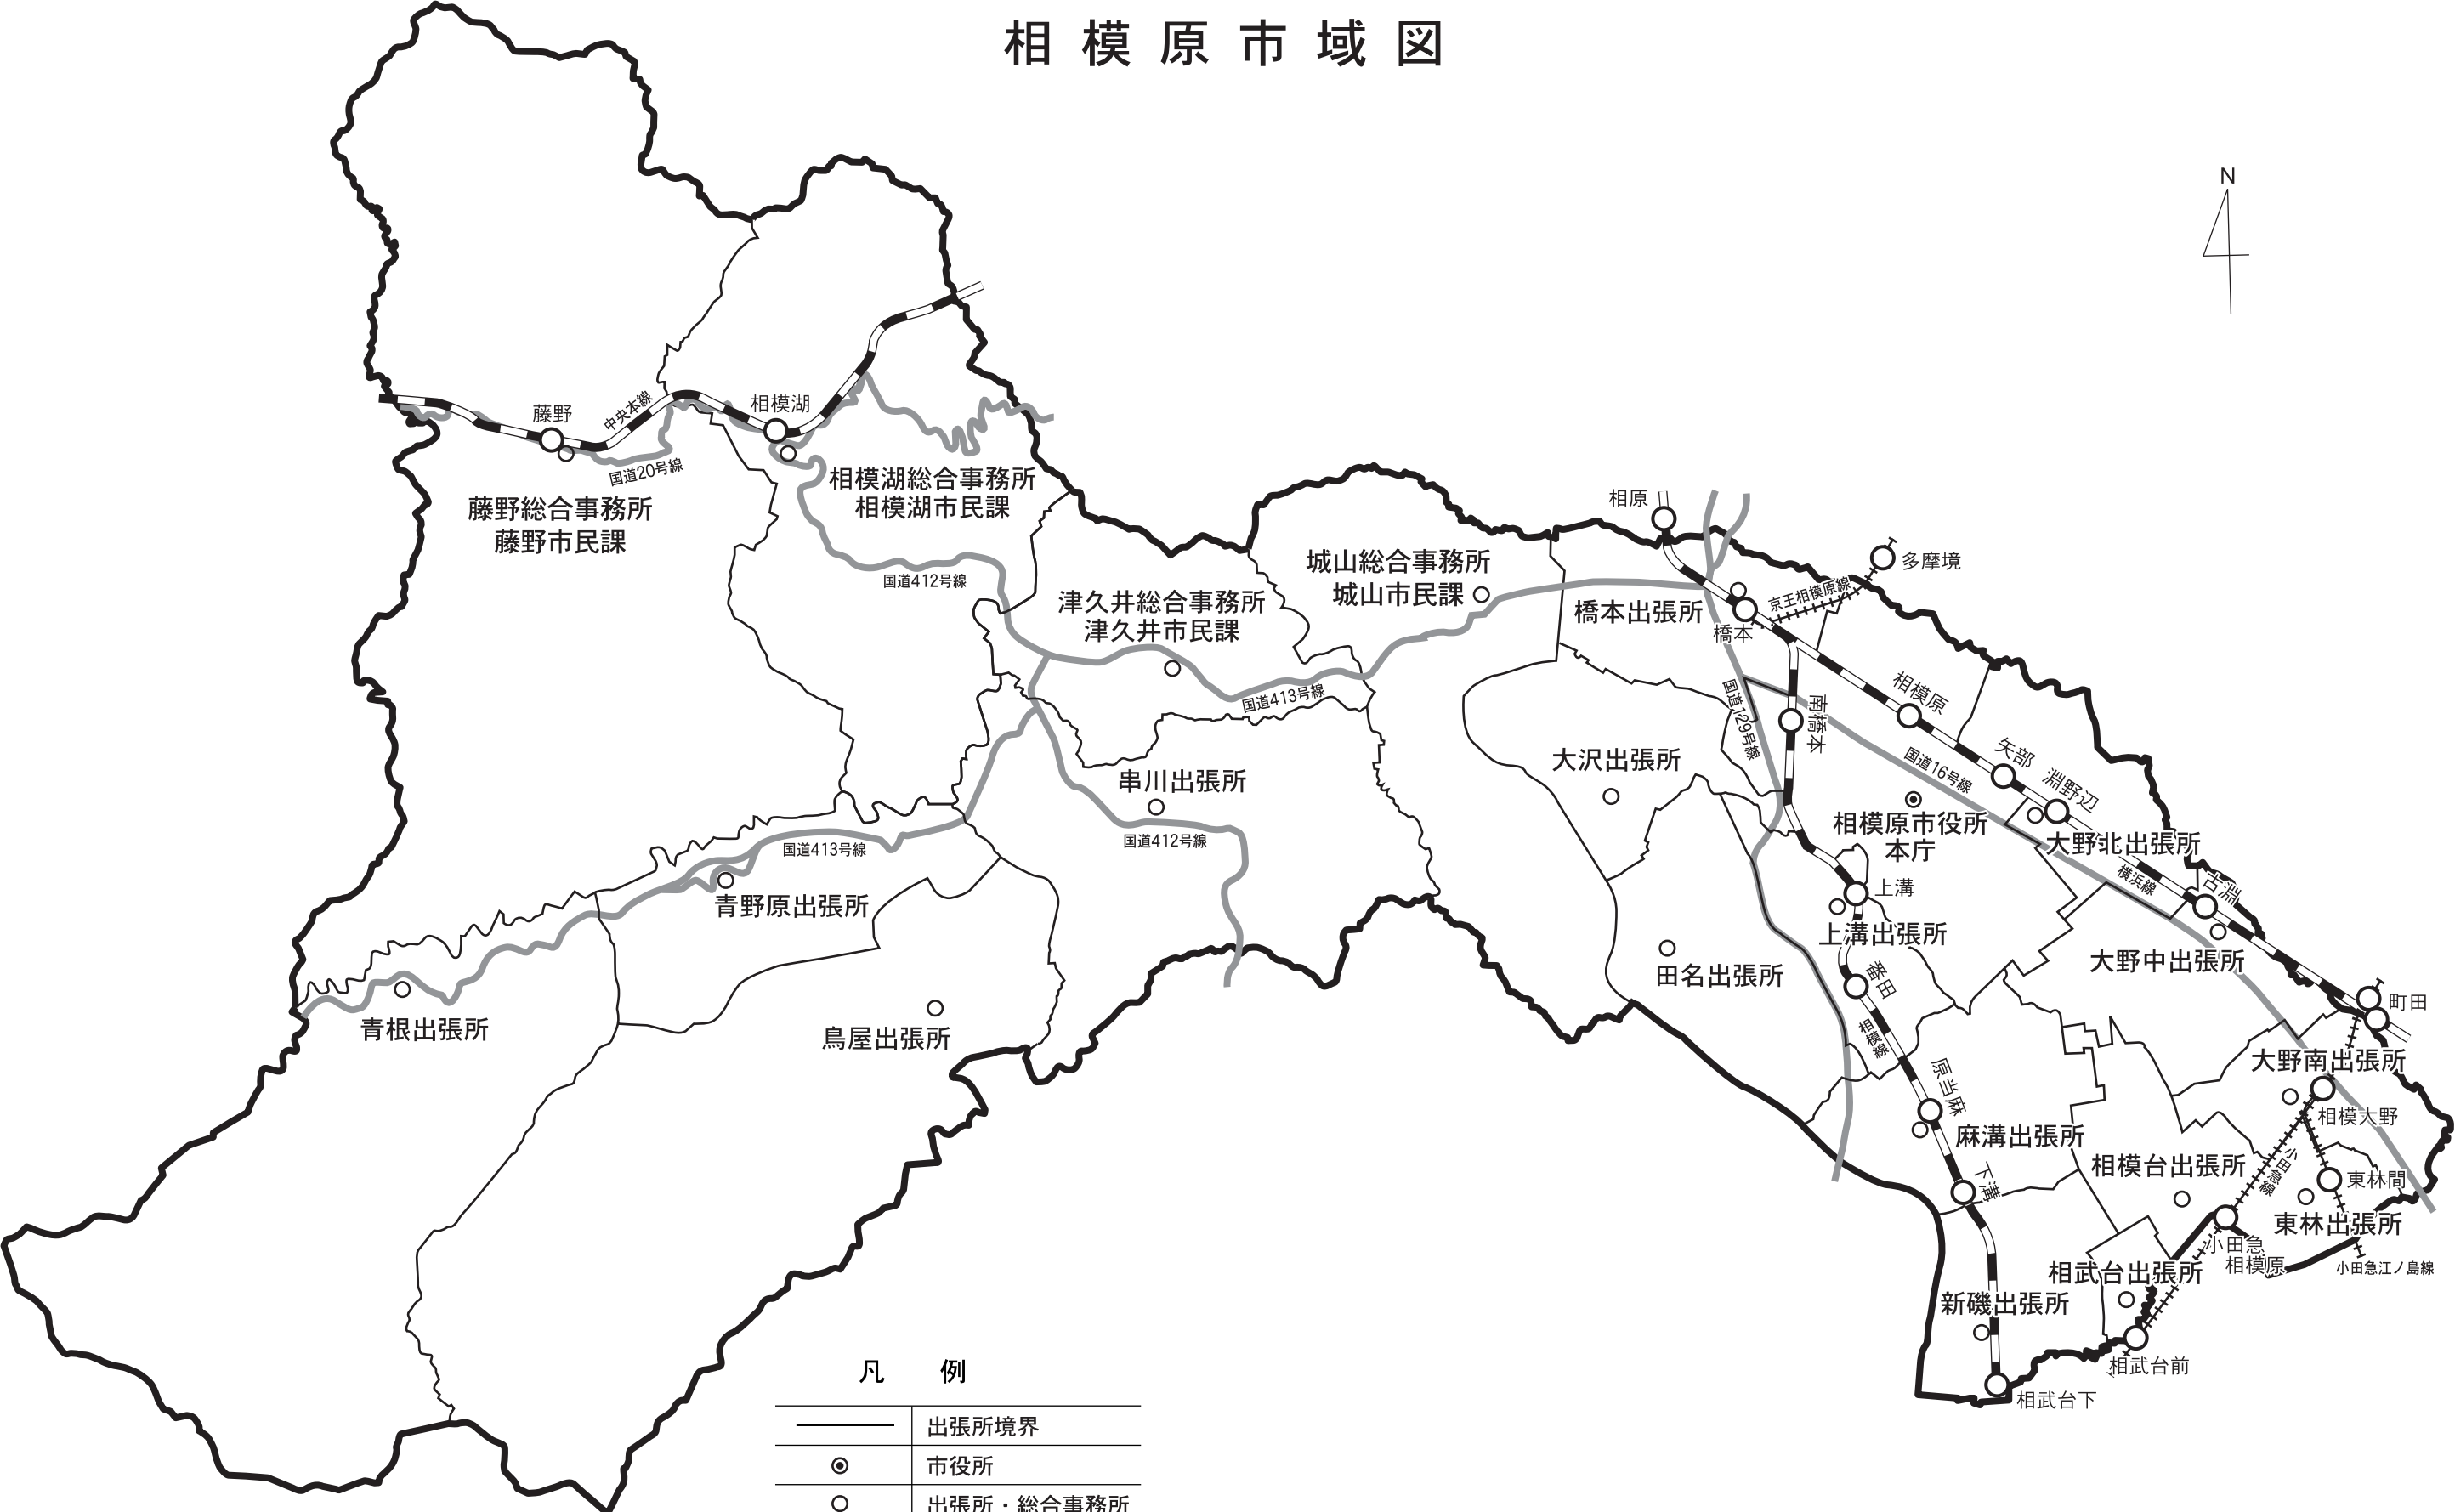 相模原市域図
N
藤野
中央本線
相模湖
国道20号線
藤野総合事務所
藤野市民課
相模湖総合事務所
相模湖市民課
国道412号線
津久井総合事務所
津久井市民課
城山総合事務所
城山市民課
国道413号線
相原
多摩境
京王相模原線
橋本出張所
橋本
国道129号線
南橋本
相模原
矢部
淵野辺
国道16号線
大沢出張所
串川出張所
国道412号線
国道413号線
相模原市役所
本庁
大野北出張所
横浜線
古淵
青野原出張所
上溝
上溝出張所
田名出張所
番田
大野中出張所
青根出張所
鳥屋出張所
相模線
町田
大野南出張所
原当麻
相模大野
麻溝出張所
相模台出張所
小田急線
東林間
下溝
東林出張所
小田急
相模原
小田急江ノ島線
相武台出張所
新磯出張所
相武台前
相武台下
凡例
出張所境界
市役所
出張所・総合事務所